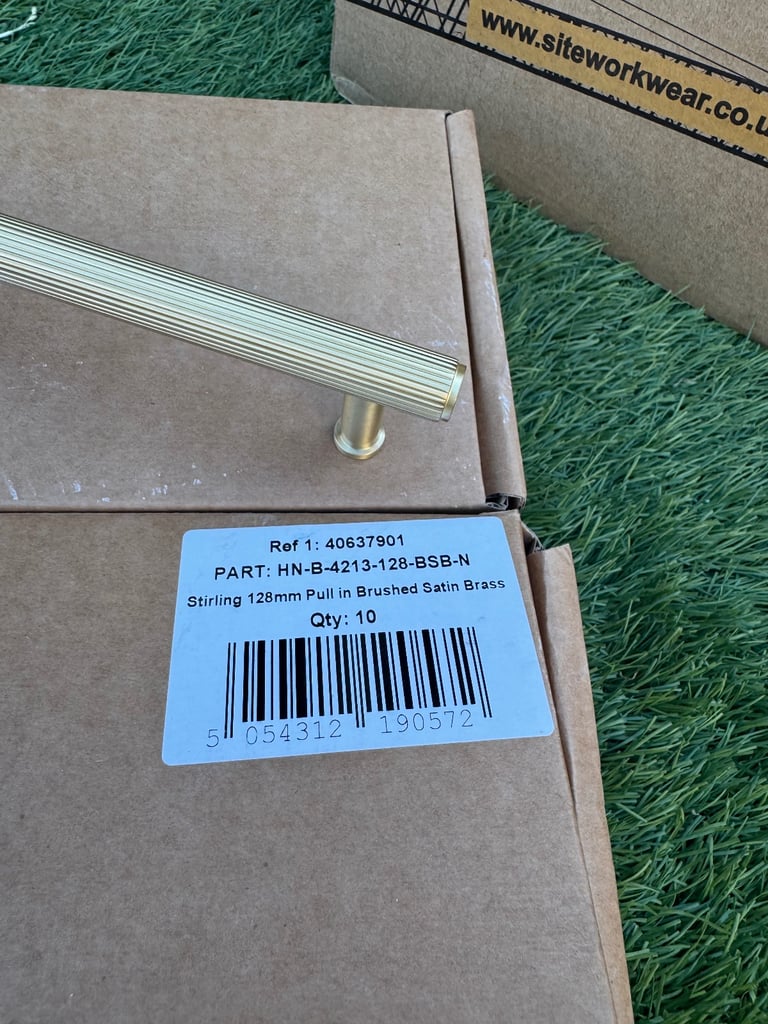 www.siteworkwear.co.u
Ref 1: 40637901
PART: HN-B-4213-128-BSB-N
Stirling 128mm Pull in Brushed Satin Brass
Qty: 10
5 054312 190572